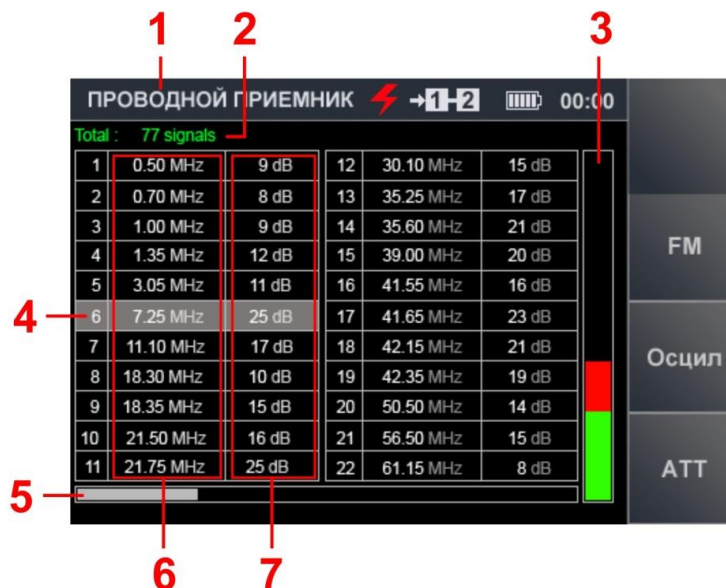 1 2 3
ПРОВОДНОЙ ПРИЕМНИК →1-2 00:00
Total : 77 signals
1 0.50 MHz 9 dB 12 30.10 MHz 15 dB
2 0.70 MHz 8 dB 13 35.25 MHz 17 dB
3 1.00 MHz 9 dB 14 35.60 MHz 21 dB
4 1.35 MHz 12 dB 15 39.00 MHz 20 dB
FM
5 3.05 MHz 11 dB 16 41.55 MHz 16 dB
4 6 7.25 MHz 25 dB 17 41.65 MHz 23 dB
7 11.10 MHz 17 dB 18 42.15 MHz 21 dB
Осцил
8 18.30 MHz 10 dB 19 42.35 MHz 19 dB
9 18.35 MHz 15 dB 20 50.50 MHz 14 dB
10 21.50 MHz 16 dB 21 56.50 MHz 15 dB
11 21.75 MHz 25 dB 22 61.15 MHz 8 dB
ATT
5
6 7